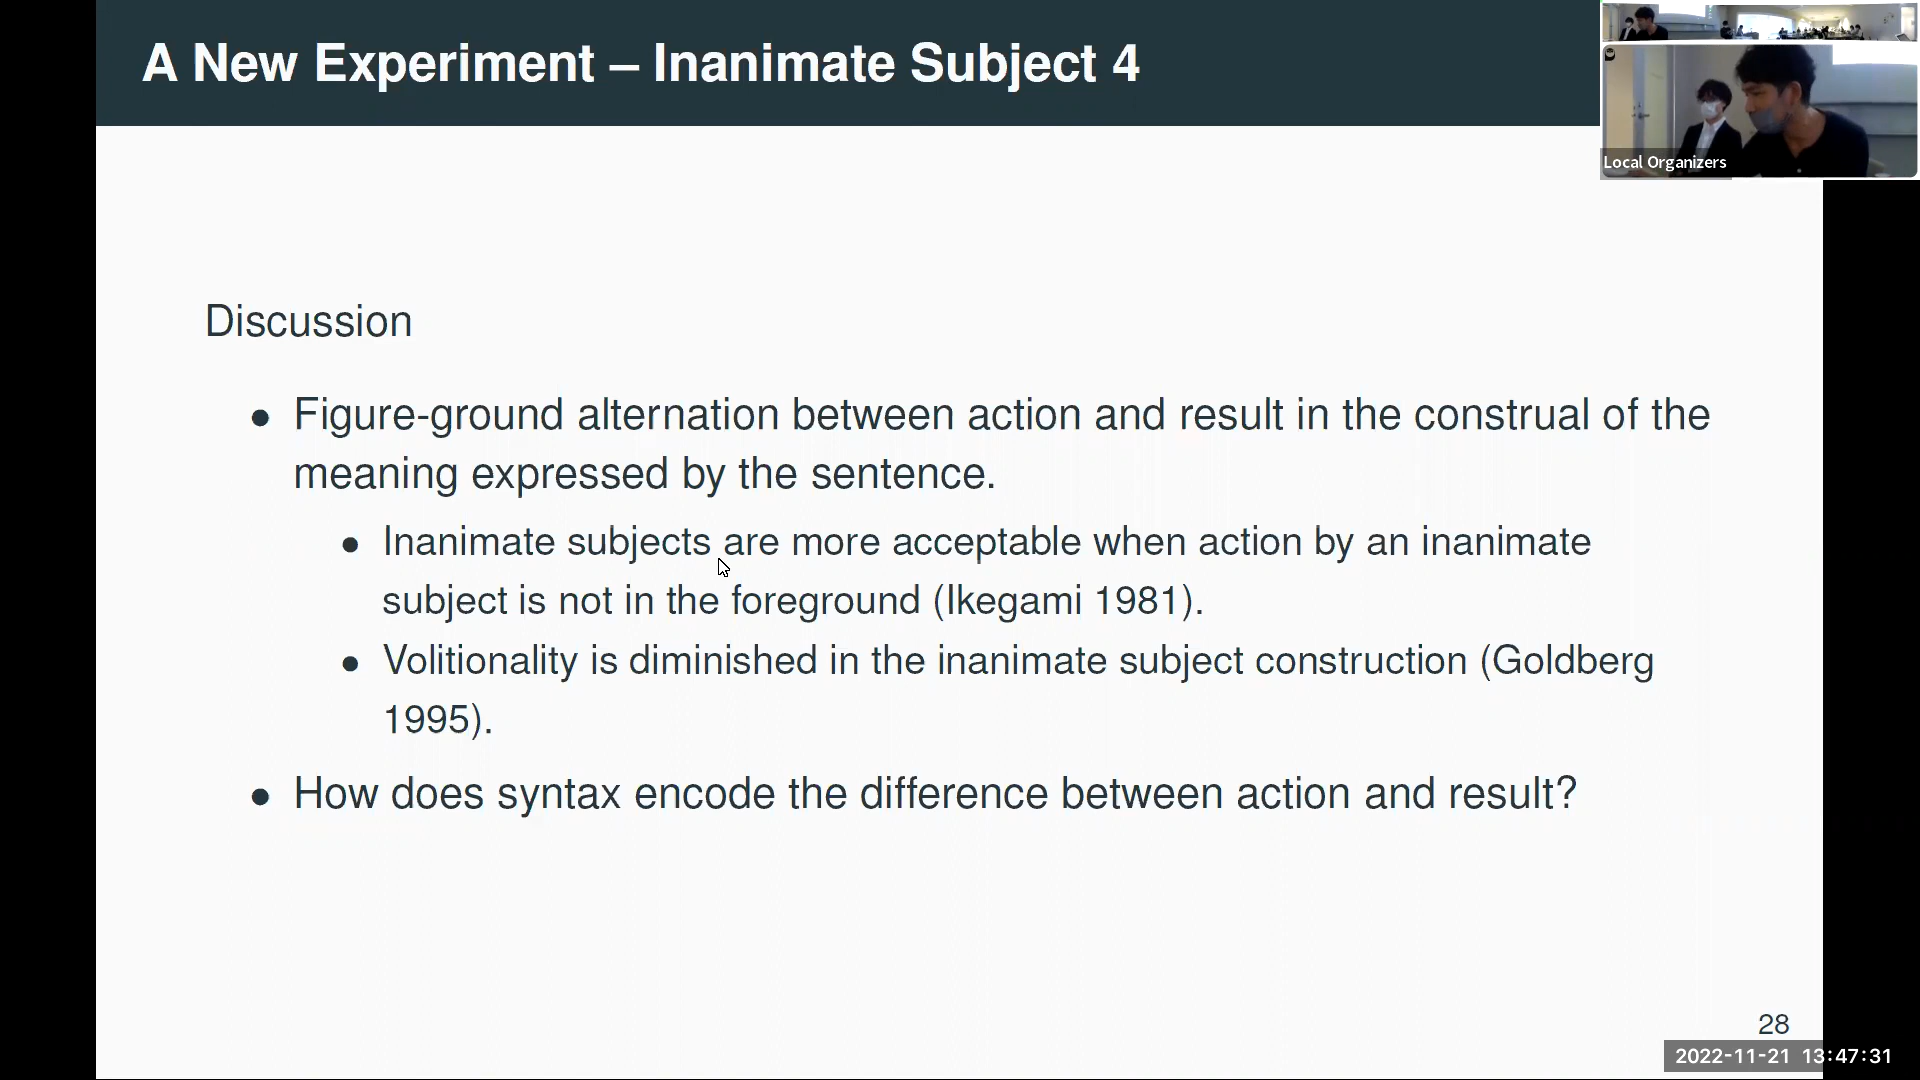 A New Experiment – Inanimate Subject 4
Local Organizers
Discussion
● Figure-ground alternation between action and result in the construal of the
meaning expressed by the sentence.
● Inanimate subjects are more acceptable when action by an inanimate
subject is not in the foreground (Ikegami 1981).
● Volitionality is diminished in the inanimate subject construction (Goldberg
1995).
● How does syntax encode the difference between action and result?
28
2022-11-21 13:47:31